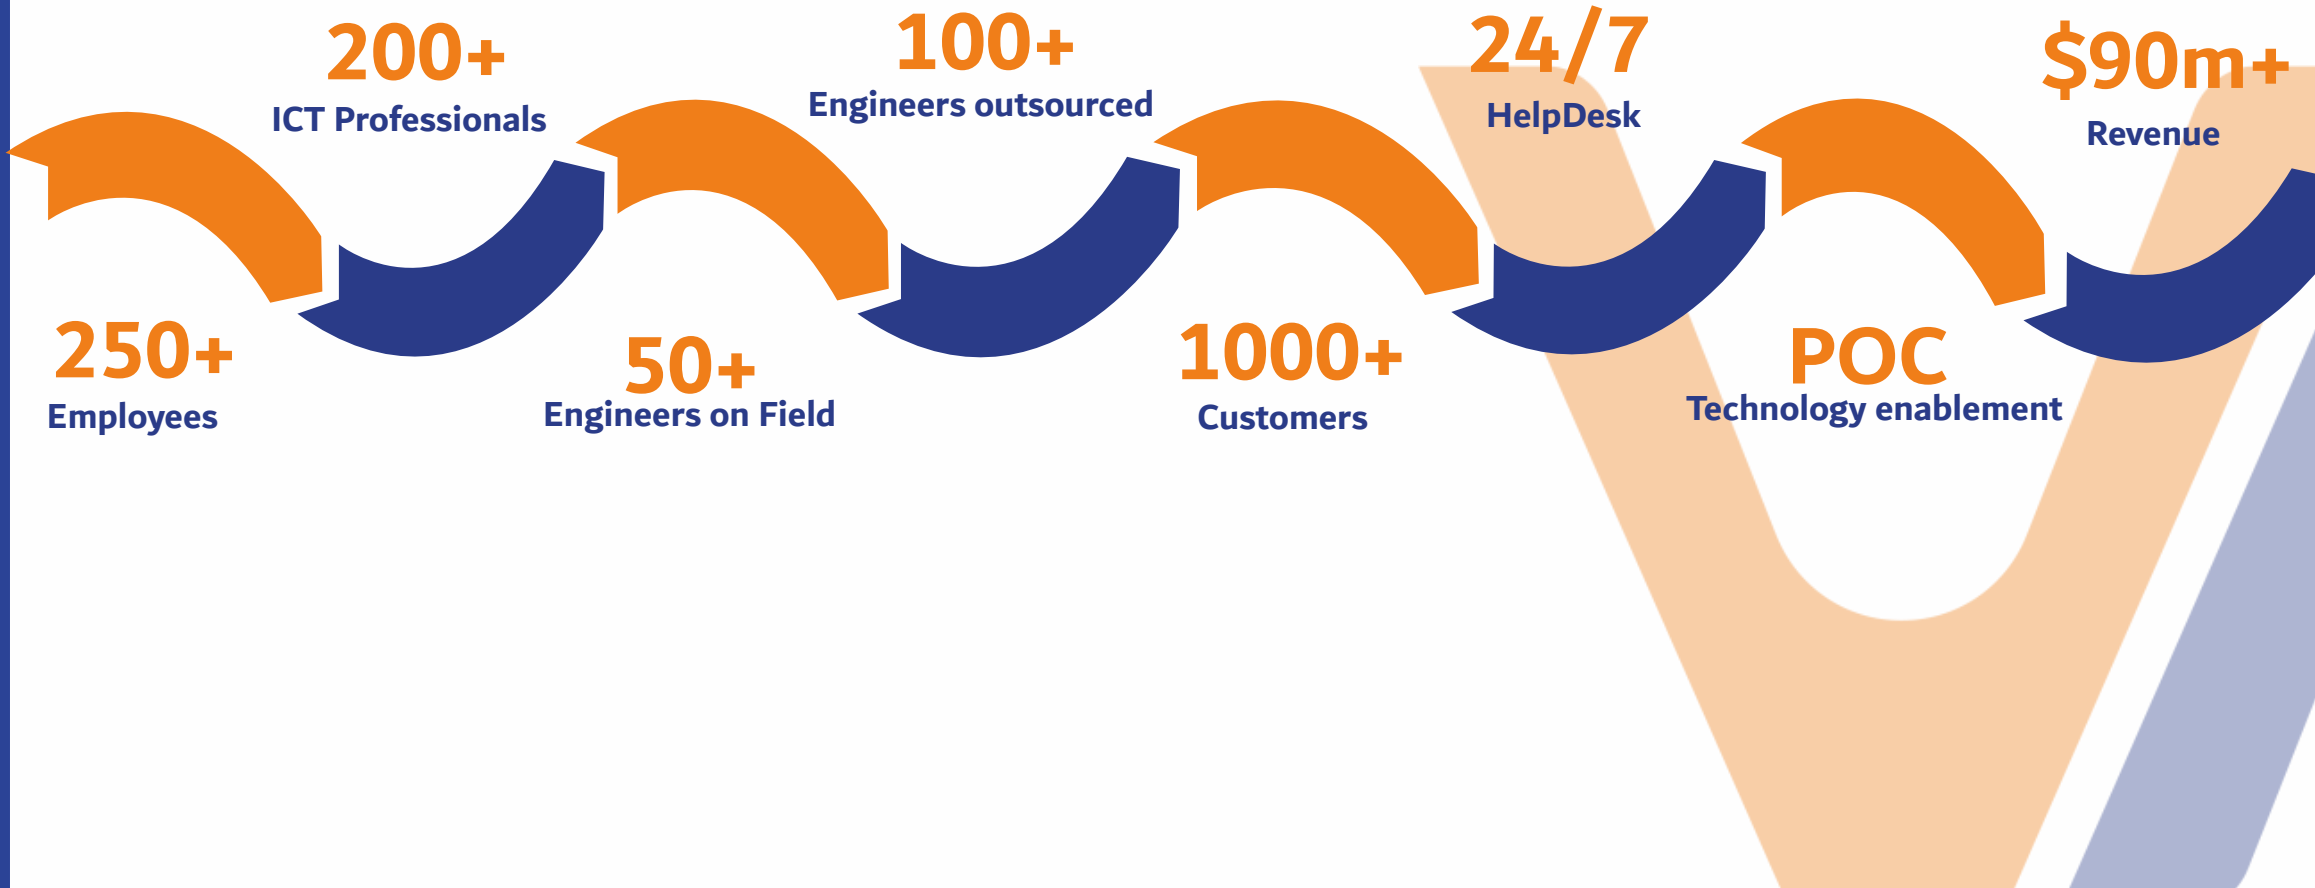 200+
ICT Professionals
100+
Engineers outsourced
24/7
HelpDesk
$90m+
Revenue
250+
Employees
50+
Engineers on Field
1000+
Customers
POC
Technology enablement